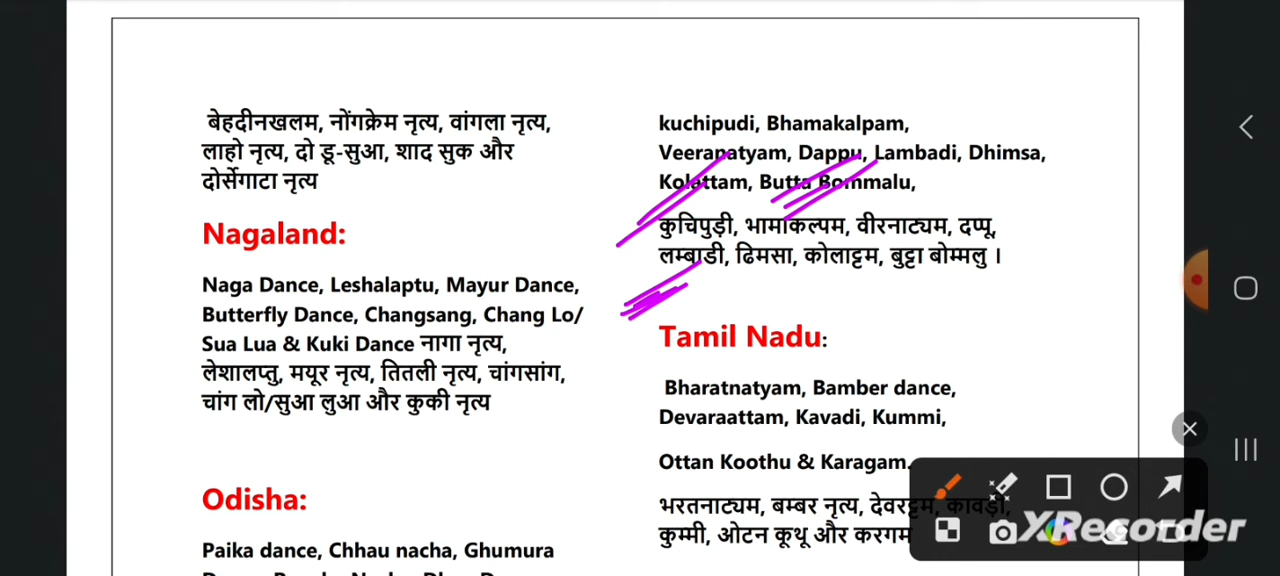 बेहदीनखलम, नोंगक्रेम नृत्य, वांगला नृत्य,
लाहो नृत्य, दो डू-सुआ, शाद सुक और
दोर्सेगाटा नृत्य
Nagaland:
Naga Dance, Leshalaptu, Mayur Dance,
Butterfly Dance, Changsang, Chang Lo/
Sua Lua & Kuki Dance नागा नृत्य,
लेशालप्तु, मयूर नृत्य, तितली नृत्य, चांगसांग,
चांग लो/सुआ लुआ और कुकी नृत्य
Odisha:
Paika dance, Chhau nacha, Ghumura
kuchipudi, Bhamakalpam,
Veeranatyam, Dappu, Lambadi, Dhimsa,
Kolattam, Butta Bommalu,
कुचिपुड़ी, भामाकल्पम, वीरनाट्यम, दप्पू,
लम्बाडी, ढिमसा, कोलाट्टम, बुट्टा बोम्मलु ।
Tamil Nadu:
Bharatnatyam, Bamber dance,
Devaraattam, Kavadi, Kummi,
Ottan Koothu & Karagam.
भरतनाट्यम, बम्बर नृत्य, देवरट्टम, कावड़ी,
कुम्मी, ओटन कूथू और करगम
XRecorder